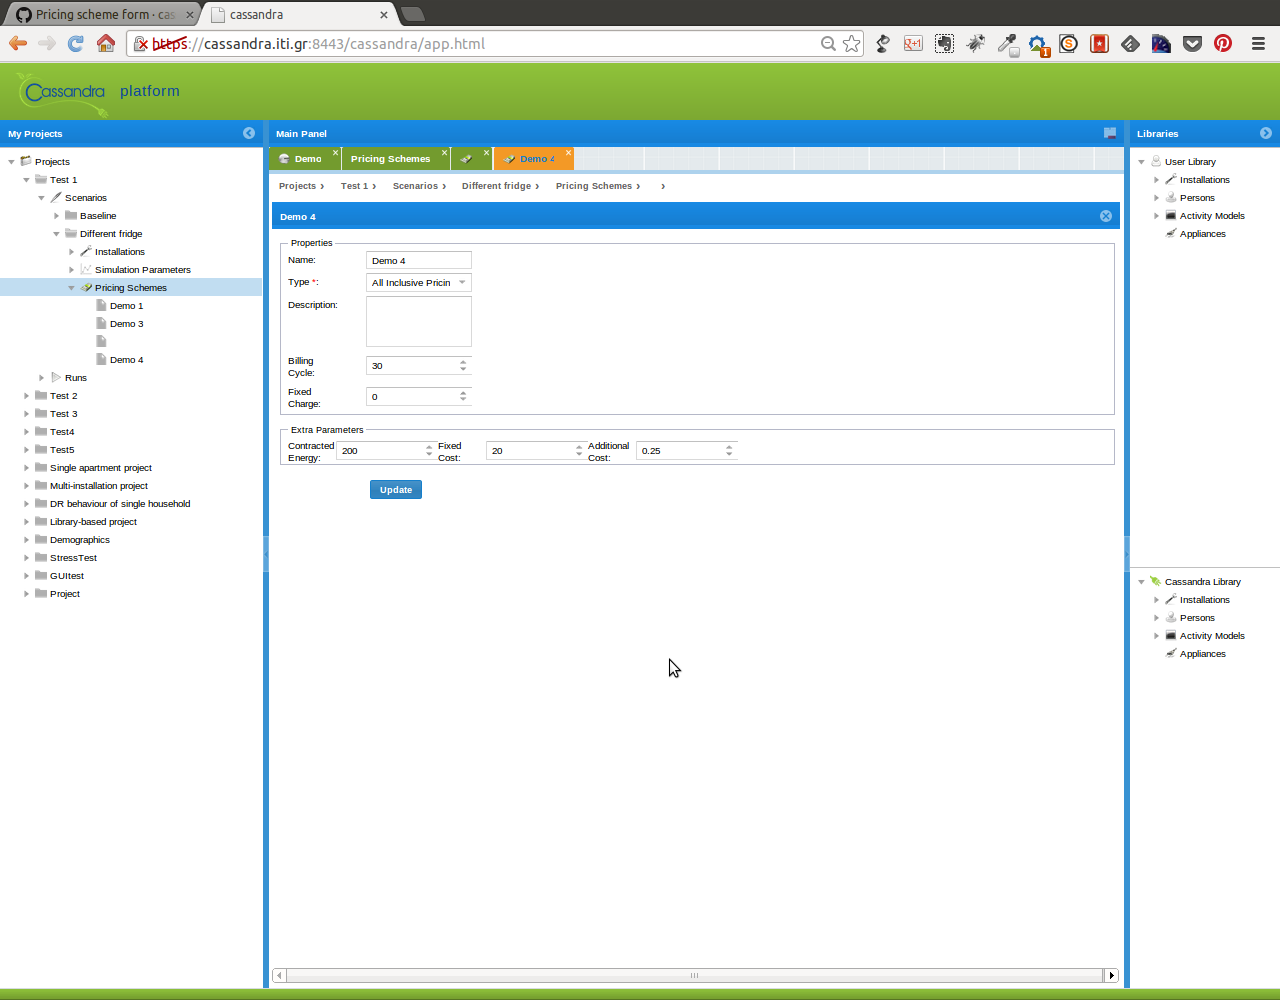 Pricing scheme form · cas
cassandra
https://cassandra.iti.gr:8443/cassandra/app.html
Cassandra platform
My Projects
Main Panel
Libraries
Projects
Test 1
Scenarios
Baseline
Different fridge
Installations
Simulation Parameters
Pricing Schemes
Demo 1
Demo 3
Demo 4
Runs
Test 2
Test 3
Test4
Test5
Single apartment project
Multi-installation project
DR behaviour of single household
Library-based project
Demographics
StressTest
GUItest
Project
Demo
Pricing Schemes
Demo 4
Projects › Test 1 › Scenarios › Different fridge › Pricing Schemes › ›
Demo 4
Properties
Name: Demo 4
Type *: All Inclusive Pricin
Description:
Billing
Cycle: 30
Fixed
Charge: 0
Extra Parameters
Contracted
Energy: 200
Fixed
Cost: 20
Additional
Cost: 0.25
Update
User Library
Installations
Persons
Activity Models
Appliances
Cassandra Library
Installations
Persons
Activity Models
Appliances